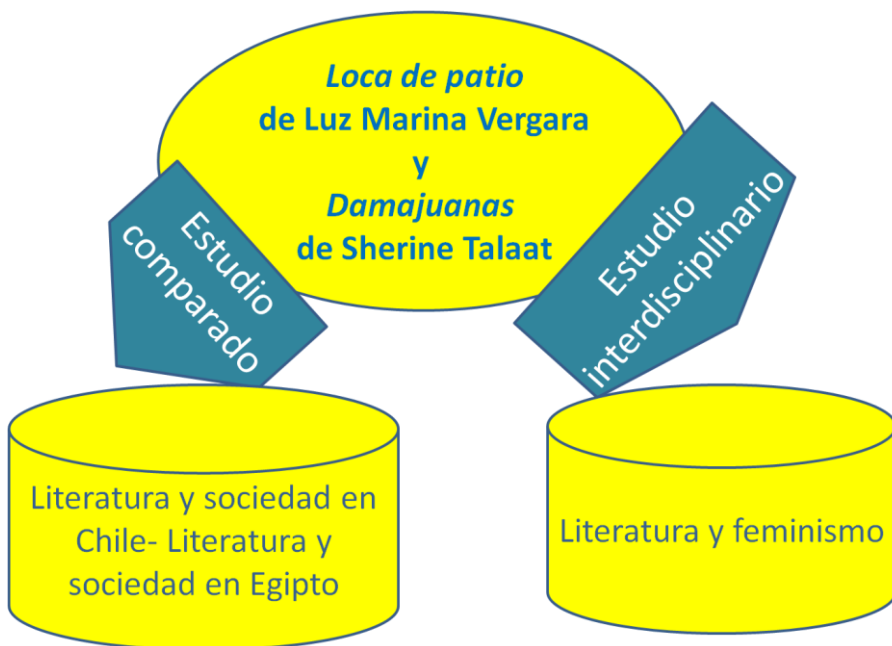 Loca de patio
de Luz Marina Vergara
y
Damajuanas
de Sherine Talaat
Estudio
comparado
Estudio
interdisciplinario
Literatura y sociedad en
Chile- Literatura y
sociedad en Egipto
Literatura y feminismo